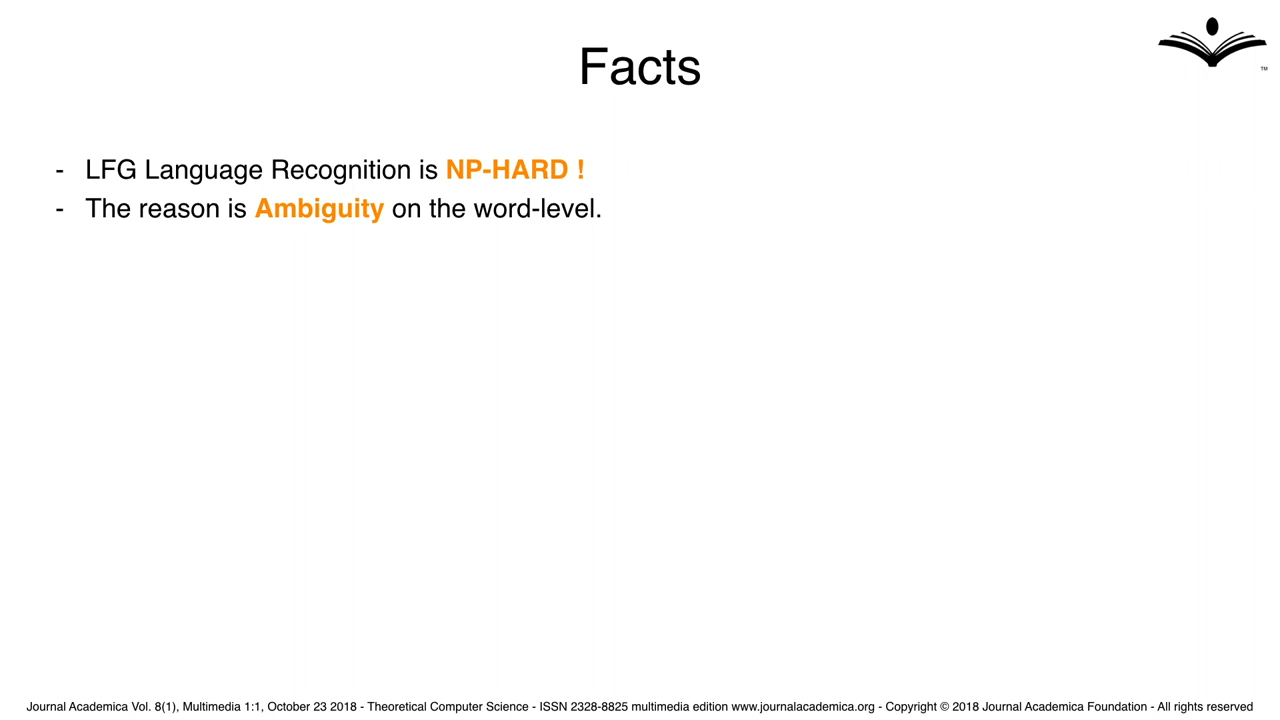 Facts
TM
- LFG Language Recognition is NP-HARD !
- The reason is Ambiguity on the word-level.
Journal Academica Vol. 8(1), Multimedia 1:1, October 23 2018 - Theoretical Computer Science - ISSN 2328-8825 multimedia edition www.journalacademica.org - Copyright © 2018 Journal Academica Foundation - All rights reserved